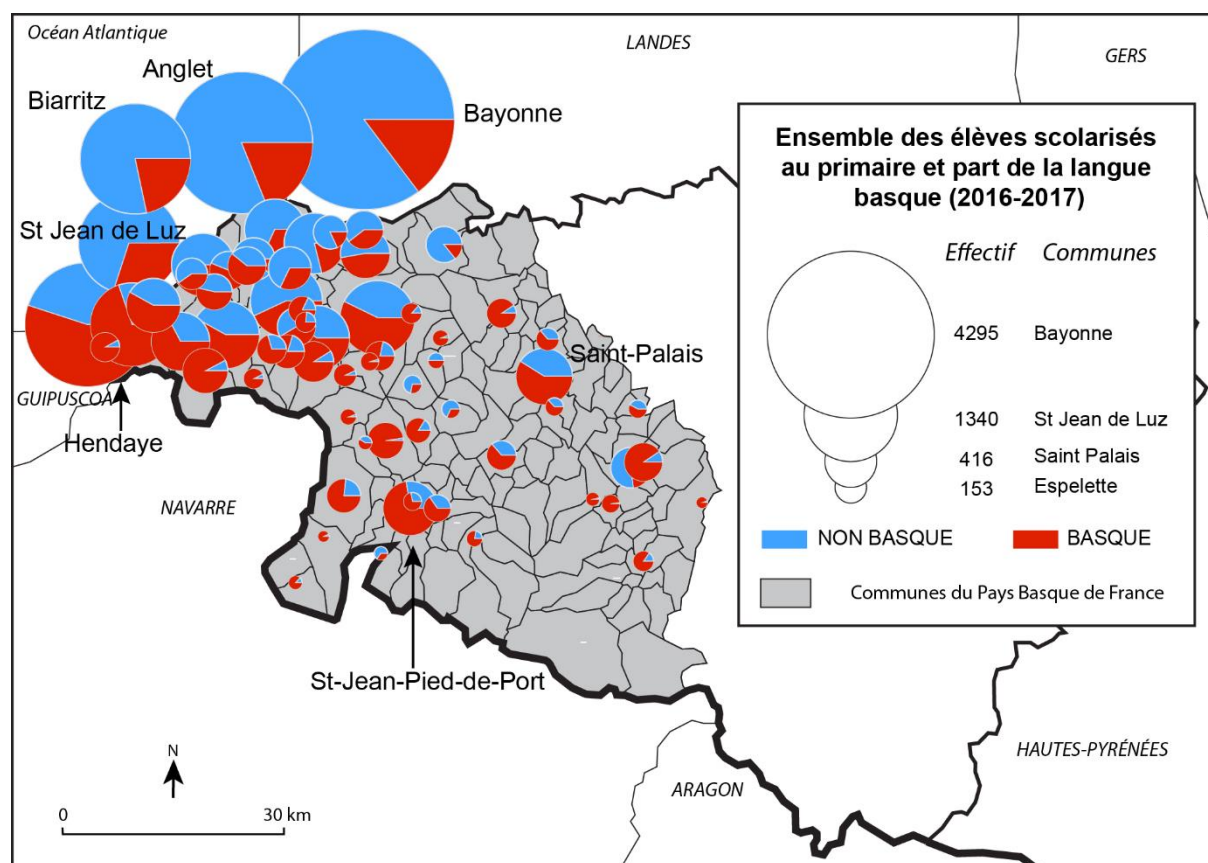 Océan Atlantique
LANDES
GERS
Anglet
Biarritz
Bayonne
St Jean de Luz
Saint-Palais
GUIPUSCOA
Hendaye
NAVARRE
St-Jean-Pied-de-Port
HAUTES-PYRÉNÉES
ARAGON
N
0 30 km
Ensemble des élèves scolarisés
au primaire et part de la langue
basque (2016-2017)
Effectif Communes
4295 Bayonne
1340 St Jean de Luz
416 Saint Palais
153 Espelette
NON BASQUE BASQUE
Communes du Pays Basque de France